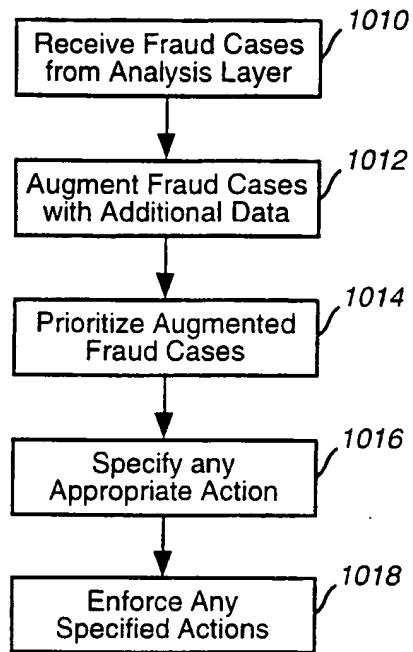 1010
Receive Fraud Cases
from Analysis Layer
1012
Augment Fraud Cases
with Additional Data
1014
Prioritize Augmented
Fraud Cases
1016
Specify any
Appropriate Action
1018
Enforce Any
Specified Actions